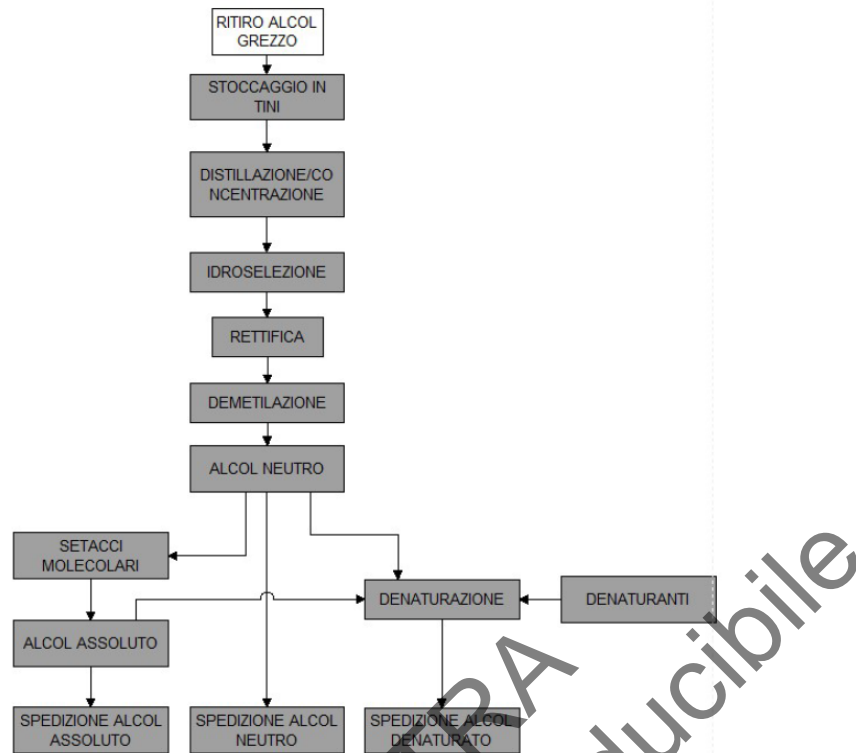 RITIRO ALCOL
GREZZO
STOCCAGGIO IN
TINI
DISTILLAZIONE/CO
NCENTRAZIONE
IDROSELEZIONE
RETTIFICA
DEMETILAZIONE
ALCOL NEUTRO
SETACCI
MOLECOLARI
DENATURAZIONE
DENATURANTI
ALCOL ASSOLUTO
SPEDIZIONE ALCOL
ASSOLUTO
SPEDIZIONE ALCOL
NEUTRO
SPEDIZIONE ALCOL
DENATURATO